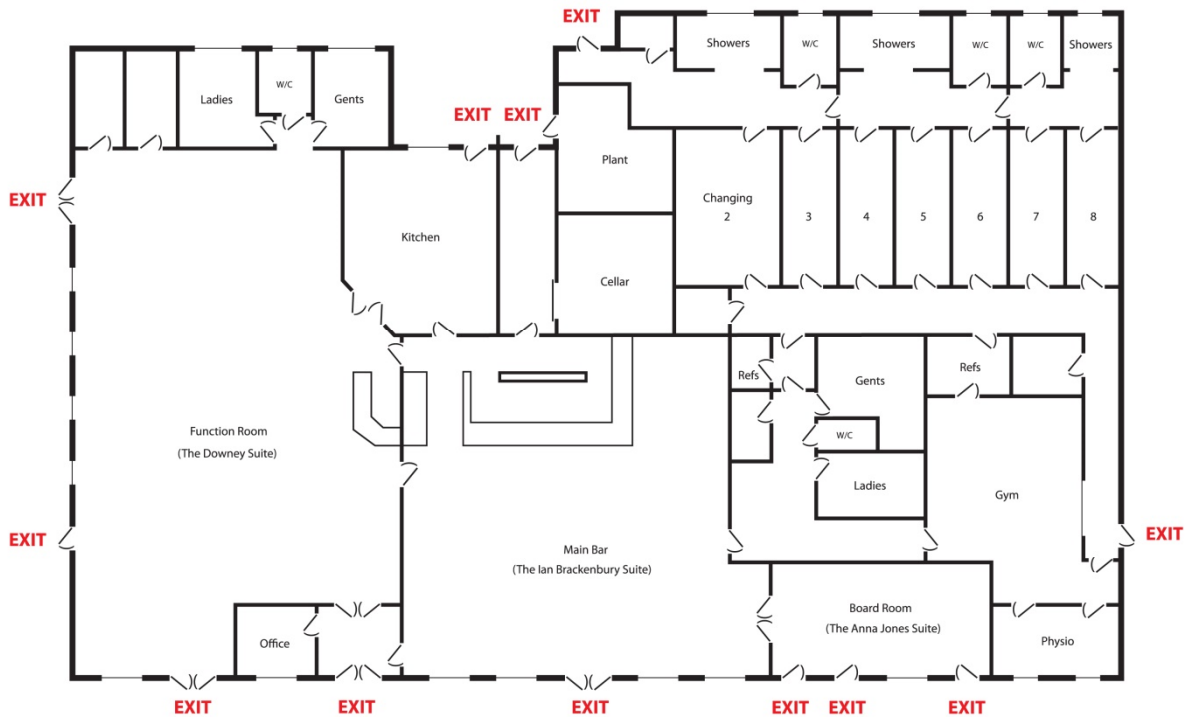 EXIT
Showers
W/C
Showers
W/C
W/C
Showers
Ladies
W/C
Gents
EXIT
EXIT
Plant
EXIT
Changing
2
3
4
5
6
7
8
Kitchen
Cellar
Refs
Gents
Refs
Function Room
(The Downey Suite)
W/C
Ladies
Gym
EXIT
EXIT
Main Bar
(The Ian Brackenbury Suite)
Board Room
(The Anna Jones Suite)
Office
Physio
EXIT
EXIT
EXIT
EXIT
EXIT
EXIT